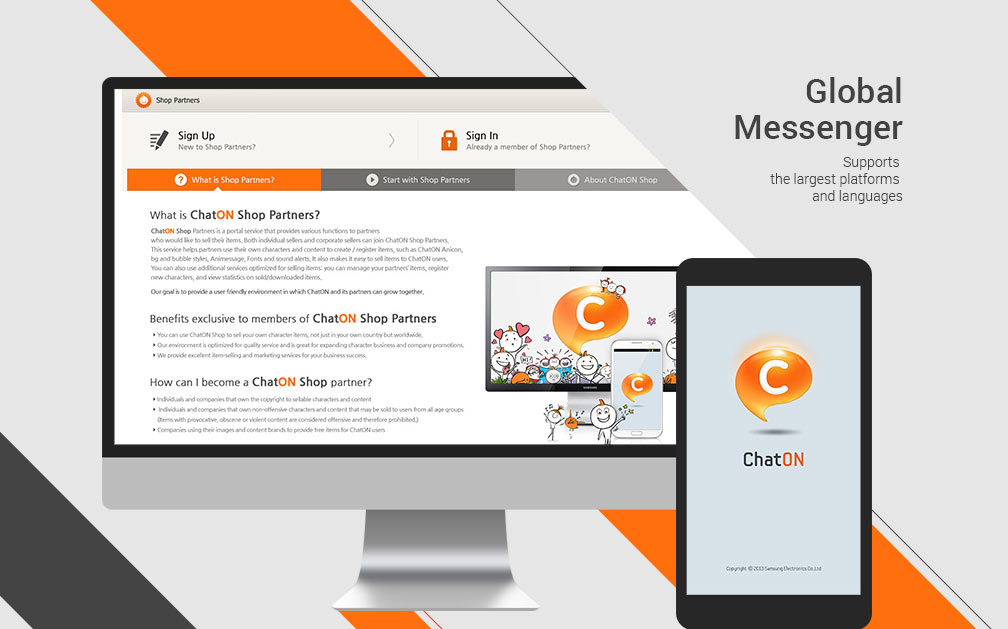 Shop Partners
Sign Up
New to Shop Partners?
Sign In
Already a member of Shop Partners?
What is Shop Partners?
Start with Shop Partners
About ChatON Shop
What is ChatON Shop Partners?
ChatON Shop Partners is a portal service that provides various functions to partners
who would like to sell their items. Both individual sellers and corporate sellers can join ChatON Shop Partners.
This service helps partners use their own characters and content to create / register items, such as ChatON Anicon,
bg and bubble styles, Animessage, Fonts and sound alerts. It also makes it easy to sell items to ChatON users.
You can also use additional services optimized for selling items: you can manage your partners' items, register
new characters, and view statistics on sold/downloaded items.
Our goal is to provide a user-friendly environment in which ChatON and its partners can grow together.
Benefits exclusive to members of ChatON Shop Partners
You can use ChatON Shop to sell your own character items, not just in your own country but worldwide.
Our environment is optimized for quality service and is great for expanding character business and company promotions.
We provide excellent item-selling and marketing services for your business success.
How can I become a ChatON Shop partner?
Individuals and companies that own the copyright to sellable characters and content
Individuals and companies that own non-offensive characters and content that may be sold to users from all age groups
(Items with provocative, obscene or violent content are considered offensive and therefore prohibited.)
Companies using their images and content brands to provide free items for ChatON users
C
SAMSUNG
C
Global
Messenger
Supports
the largest platforms
and languages
C
ChatON
Copyright © 2013 Samsung Electronics Co.,Ltd